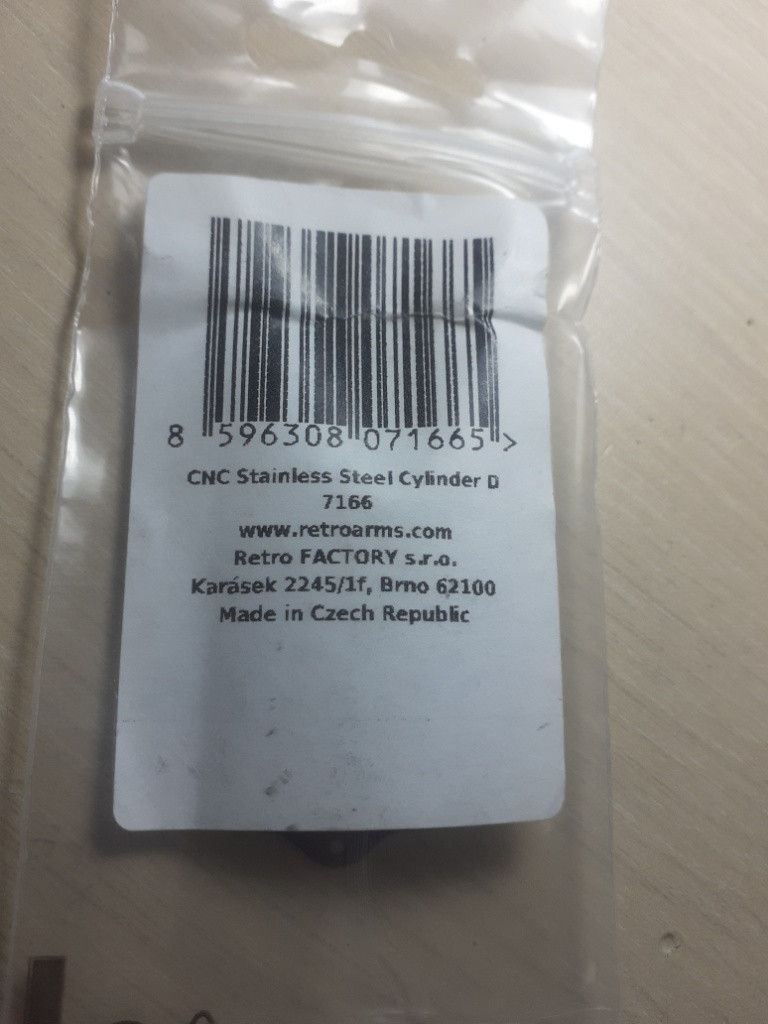 8 596308 071665 >
CNC Stainless Steel Cylinder D
7166
www.retroarms.com
Retro FACTORY s.r.o.
Karásek 2245/1f, Brno 62100
Made in Czech Republic